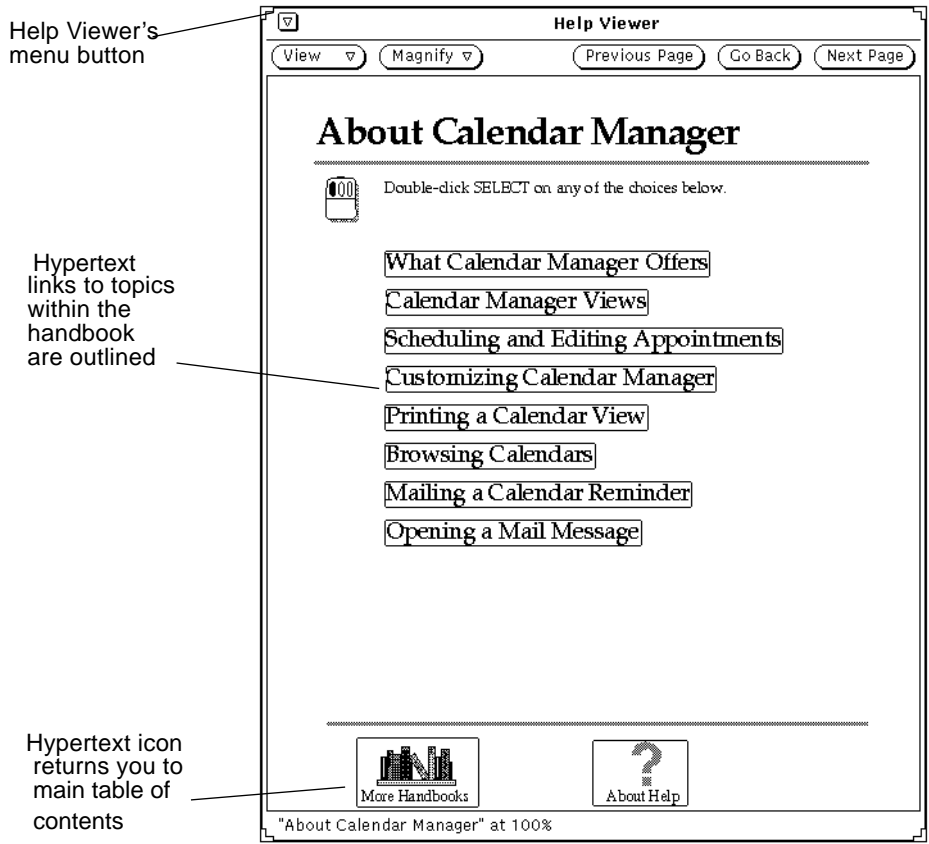 Help Viewer's
menu button
Help Viewer
View
Magnify
Previous Page
Go Back
Next Page
About Calendar Manager
Double-click SELECT on any of the choices below.
Hypertext
links to topics
within the
handbook
are outlined
What Calendar Manager Offers
Calendar Manager Views
Scheduling and Editing Appointments
Customizing Calendar Manager
Printing a Calendar View
Browsing Calendars
Mailing a Calendar Reminder
Opening a Mail Message
Hypertext icon
returns you to
main table of
contents
More Handbooks
About Help
"About Calendar Manager" at 100%